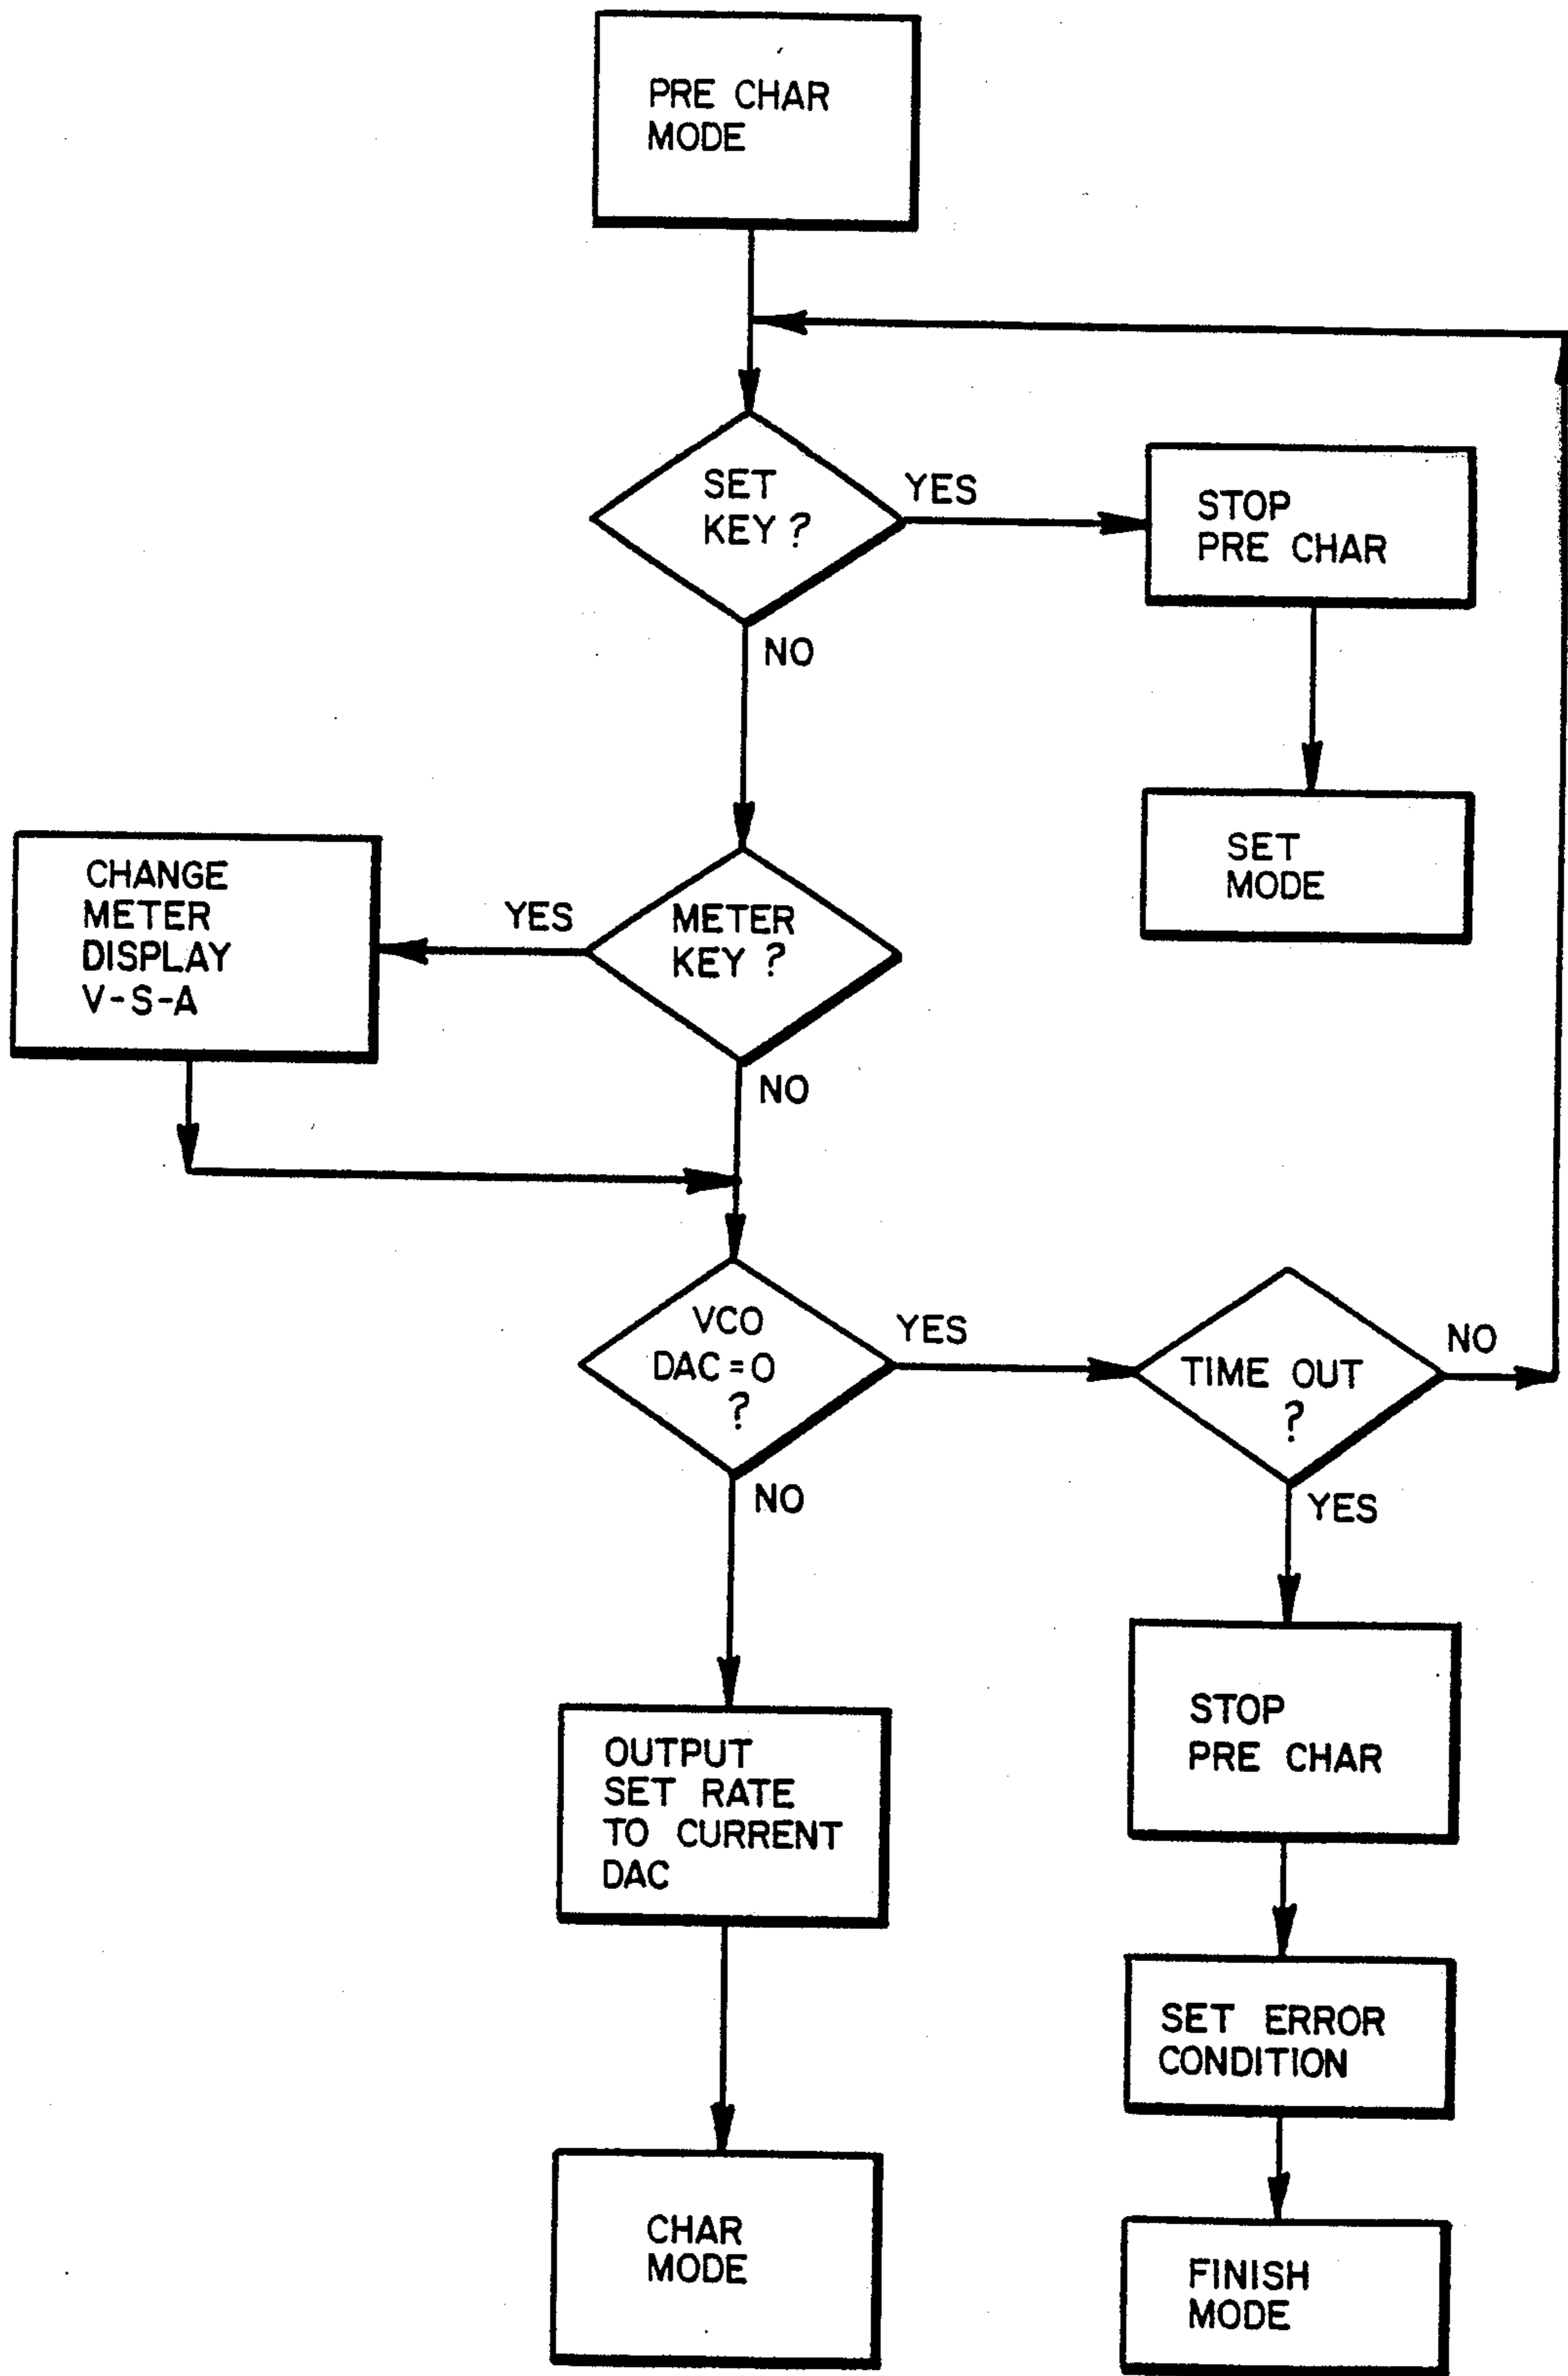 PRE CHAR
MODE
SET
KEY ?
YES
STOP
PRE CHAR
NO
SET
MODE
CHANGE
METER
DISPLAY
V-S-A
YES
METER
KEY ?
NO
VCO
DAC=0
?
YES
TIME OUT
?
NO
NO
YES
OUTPUT
SET RATE
TO CURRENT
DAC
STOP
PRE CHAR
SET ERROR
CONDITION
CHAR
MODE
FINISH
MODE